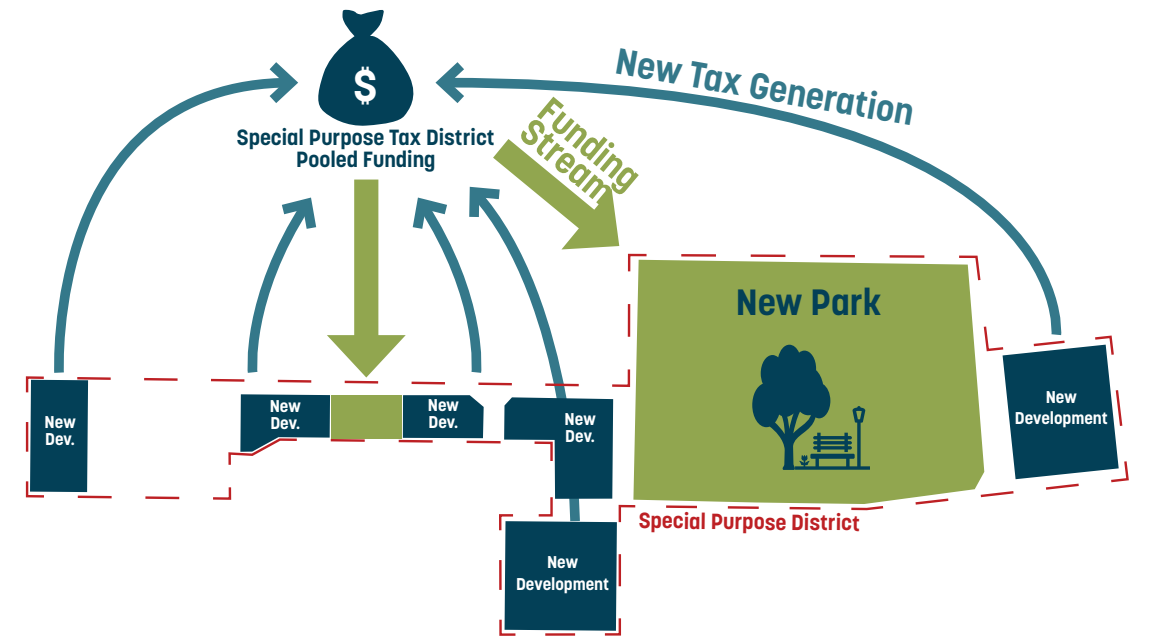 $
New Tax Generation
Special Purpose Tax District
Pooled Funding
Funding
Stream
New Park
New
Dev.
New
Dev.
New
Dev.
New
Dev.
New
Development
Special Purpose District
New
Development